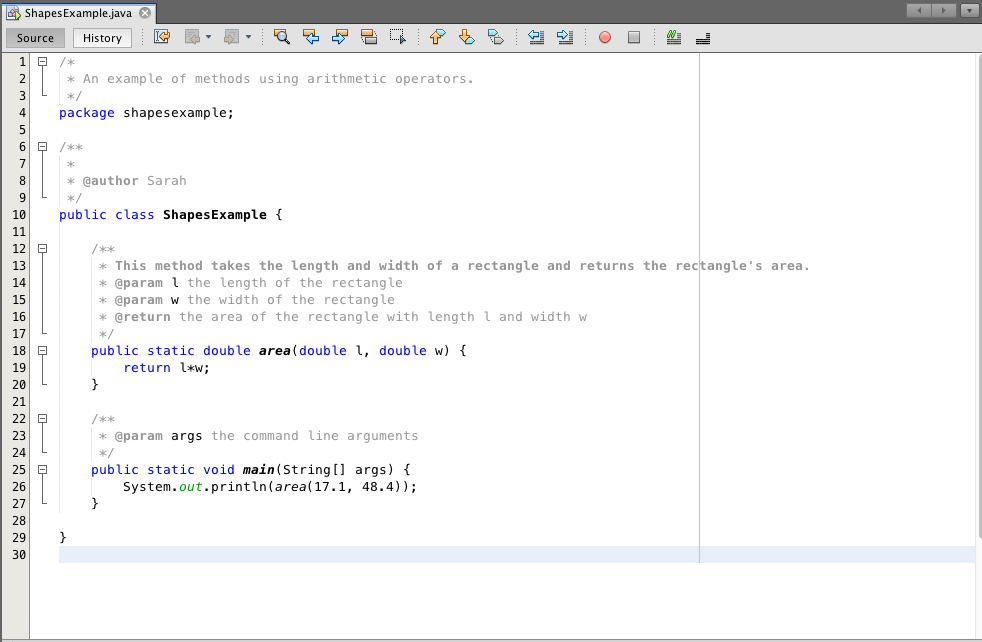 ShapesExample.java
Source History
1 /*
2  * An example of methods using arithmetic operators.
3  */
4 package shapesexample;
5
6 /**
7  *
8  * @author Sarah
9  */
10 public class ShapesExample {
11
12     /**
13      * This method takes the length and width of a rectangle and returns the rectangle's area.
14      * @param l the length of the rectangle
15      * @param w the width of the rectangle
16      * @return the area of the rectangle with length l and width w
17      */
18     public static double area(double l, double w) {
19         return l*w;
20     }
21
22     /**
23      * @param args the command line arguments
24      */
25     public static void main(String[] args) {
26         System.out.println(area(17.1, 48.4));
27     }
28
29 }
30